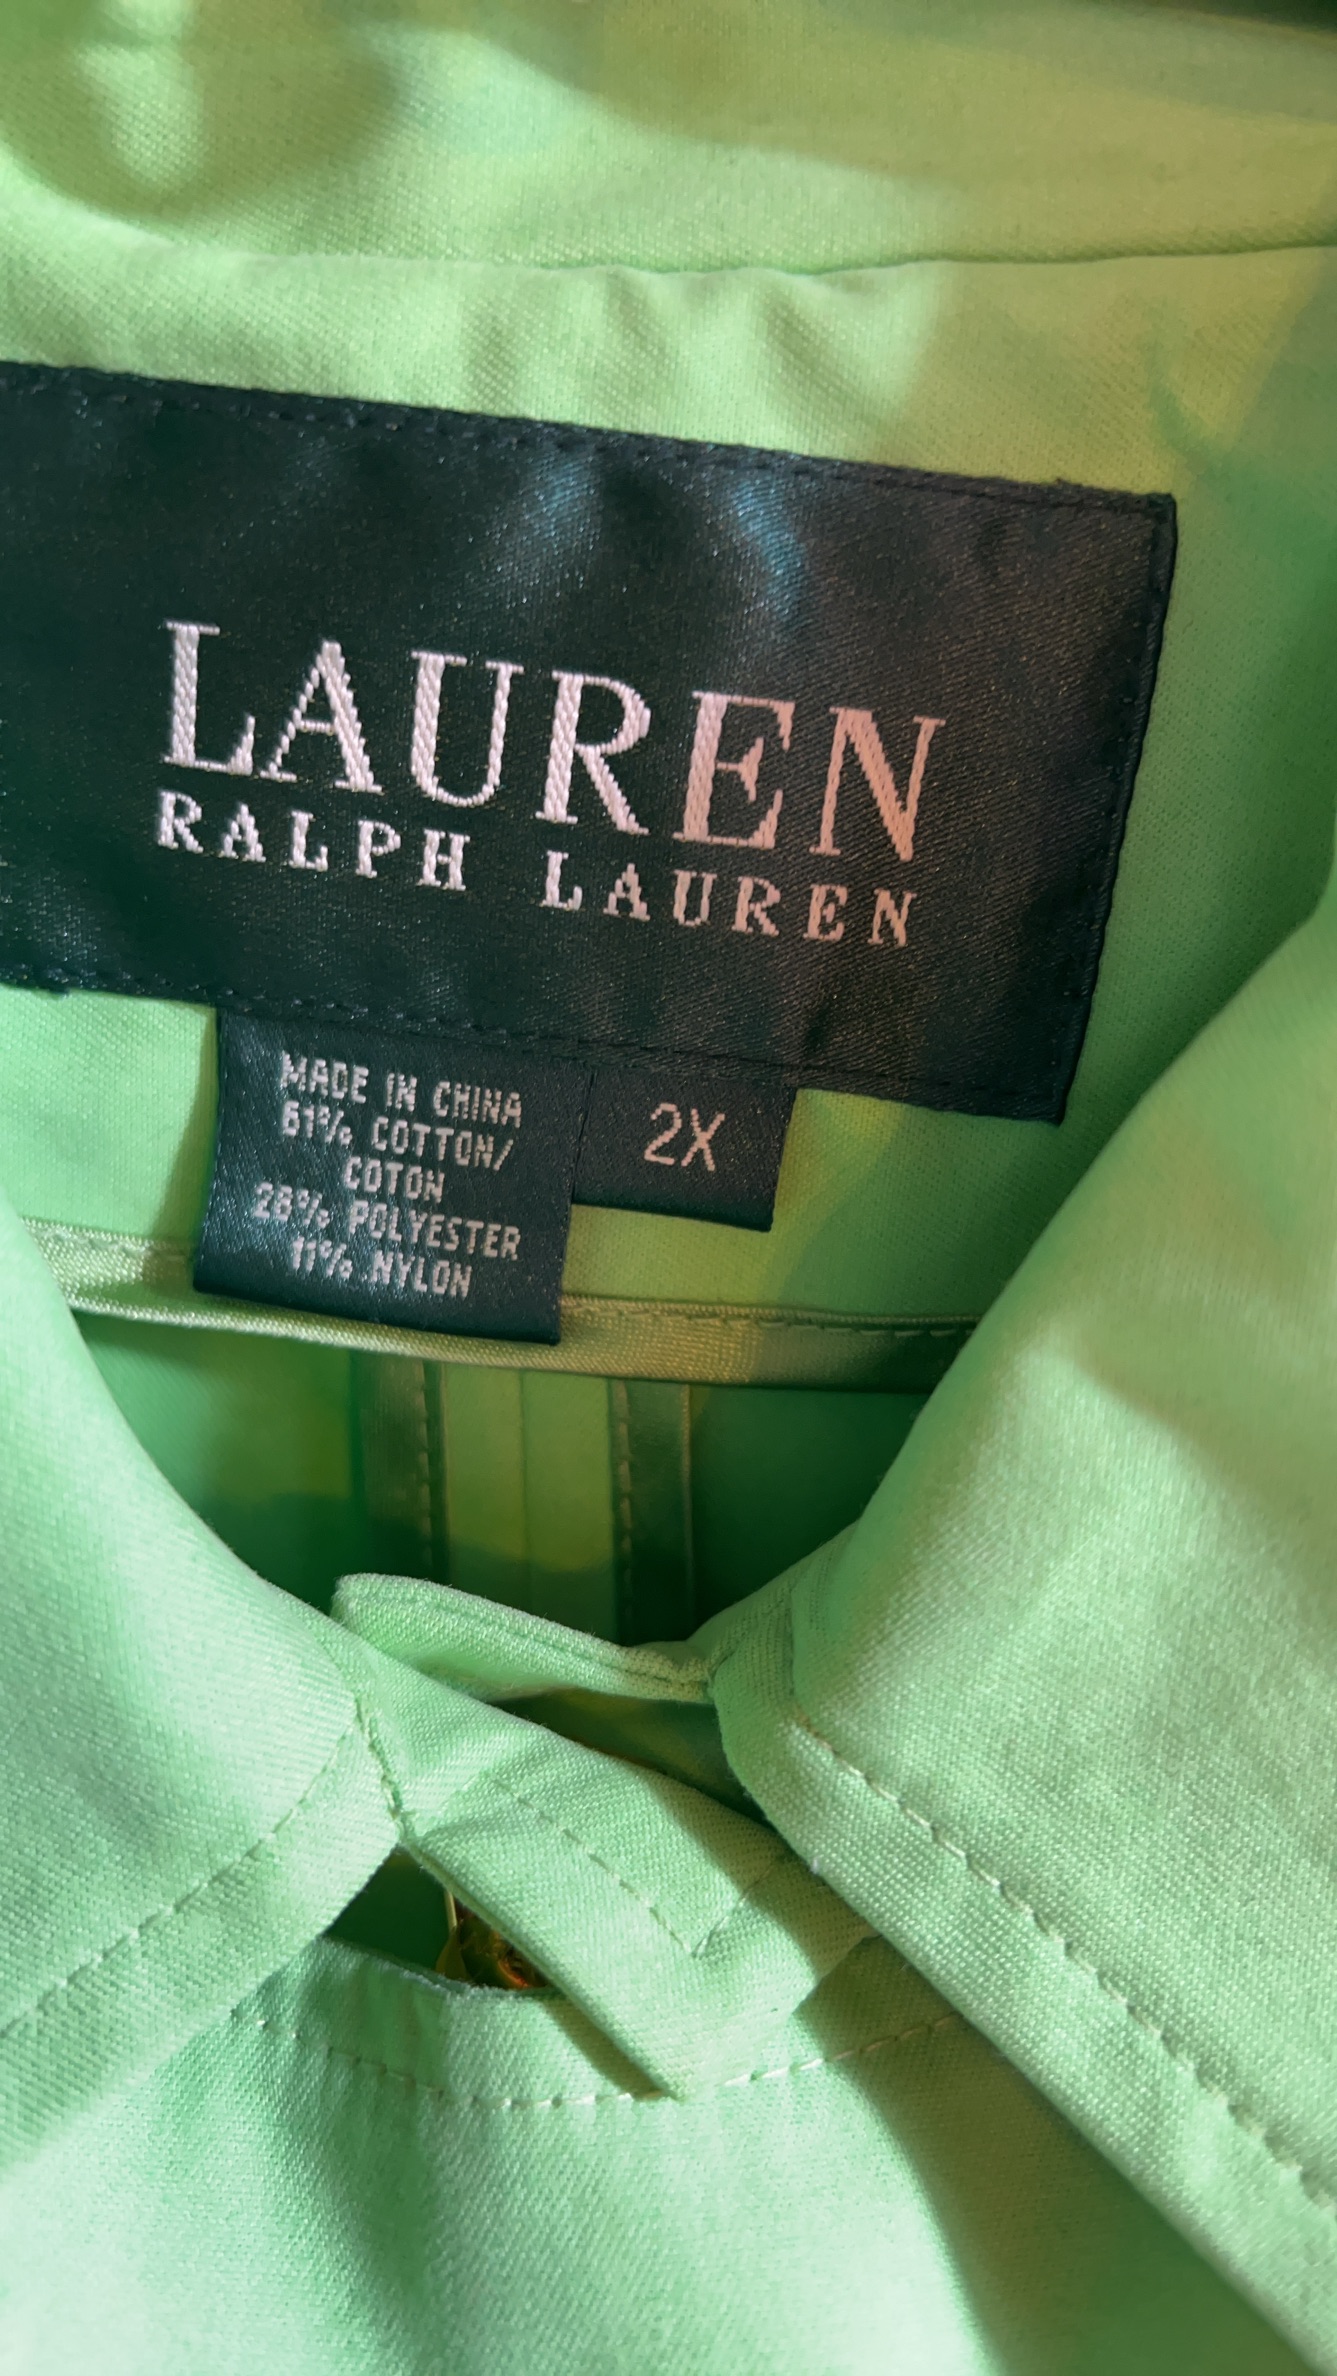 LAUREN
RALPH LAUREN
MADE IN CHINA
61% COTTON/
COTON
28% POLYESTER
11% NYLON
2X